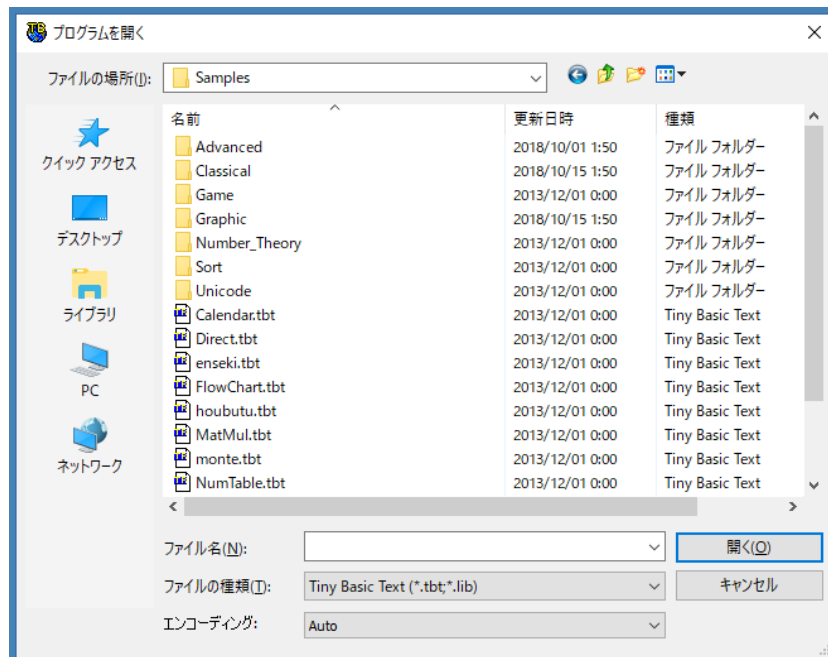 プログラムを開く
ファイルの場所(I): Samples
名前 更新日時 種類
Advanced 2018/10/01 1:50 ファイル フォルダー
Classical 2018/10/15 1:50 ファイル フォルダー
Game 2013/12/01 0:00 ファイル フォルダー
Graphic 2018/10/15 1:50 ファイル フォルダー
Number_Theory 2013/12/01 0:00 ファイル フォルダー
Sort 2013/12/01 0:00 ファイル フォルダー
Unicode 2013/12/01 0:00 ファイル フォルダー
Calendar.tbt 2013/12/01 0:00 Tiny Basic Text
Direct.tbt 2013/12/01 0:00 Tiny Basic Text
enseki.tbt 2013/12/01 0:00 Tiny Basic Text
FlowChart.tbt 2013/12/01 0:00 Tiny Basic Text
houbutu.tbt 2013/12/01 0:00 Tiny Basic Text
MatMul.tbt 2013/12/01 0:00 Tiny Basic Text
monte.tbt 2013/12/01 0:00 Tiny Basic Text
NumTable.tbt 2013/12/01 0:00 Tiny Basic Text
クイック アクセス
デスクトップ
ライブラリ
PC
ネットワーク
ファイル名(N): 開く(O)
ファイルの種類(T): Tiny Basic Text (*.tbt;*.lib) キャンセル
エンコーディング: Auto